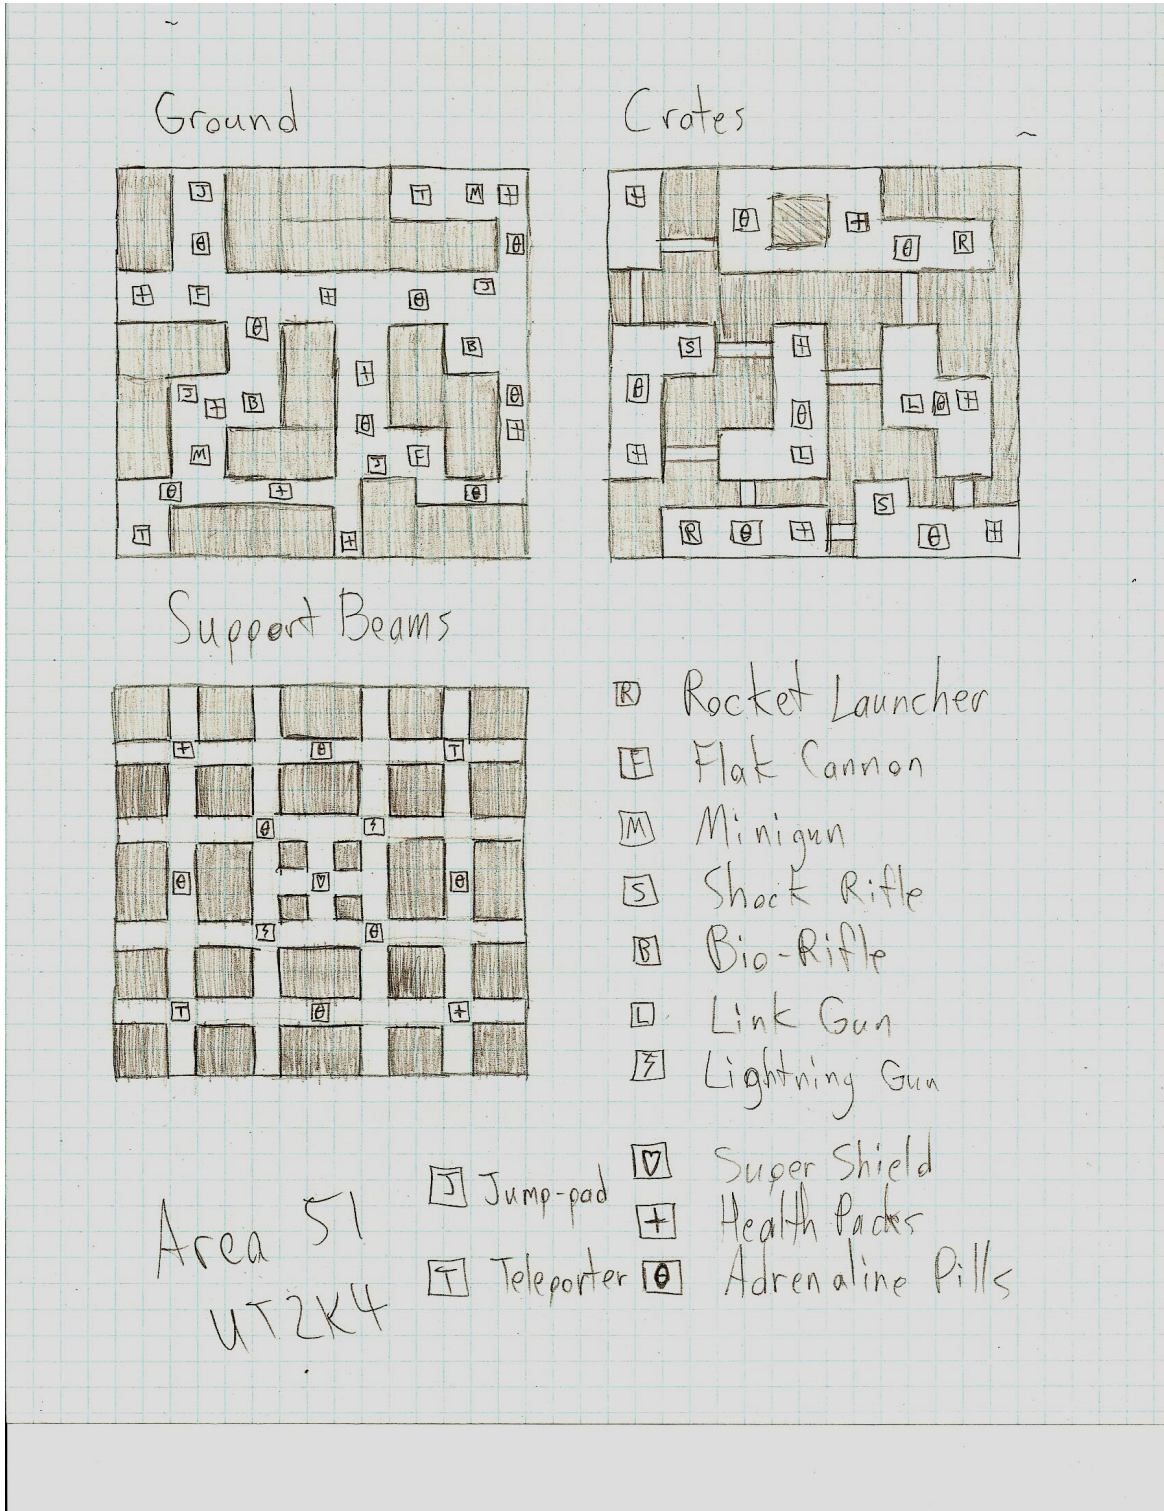 Ground
Crates
J
T M +
θ
θ
+ F + θ J
θ
B
+
J + B
θ
θ
+
M
J F
θ + θ
T
+
+
θ + θ R
S +
θ
θ
L θ +
+
L
S
R θ +
θ +
Support Beams
+ θ T
θ
θ ♡ θ
θ
T θ +
R Rocket Launcher
F Flak Cannon
M Minigun
S Shock Rifle
B Bio-Rifle
L Link Gun
Lightning Gun
♡ Super Shield
J Jump-pad
+ Health Packs
T Teleporter
θ Adrenaline Pills
Area 51
UT2K4